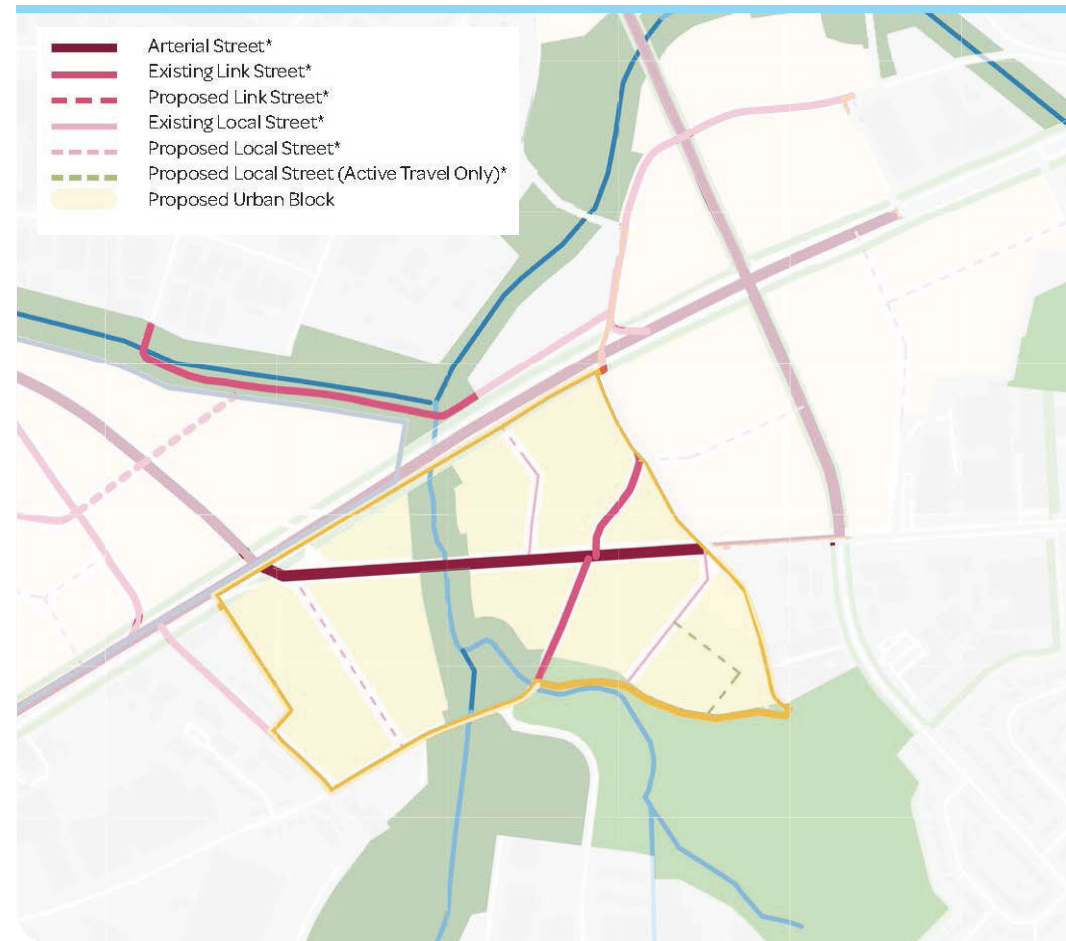 Arterial Street*
Existing Link Street*
Proposed Link Street*
Existing Local Street*
Proposed Local Street*
Proposed Local Street (Active Travel Only)*
Proposed Urban Block